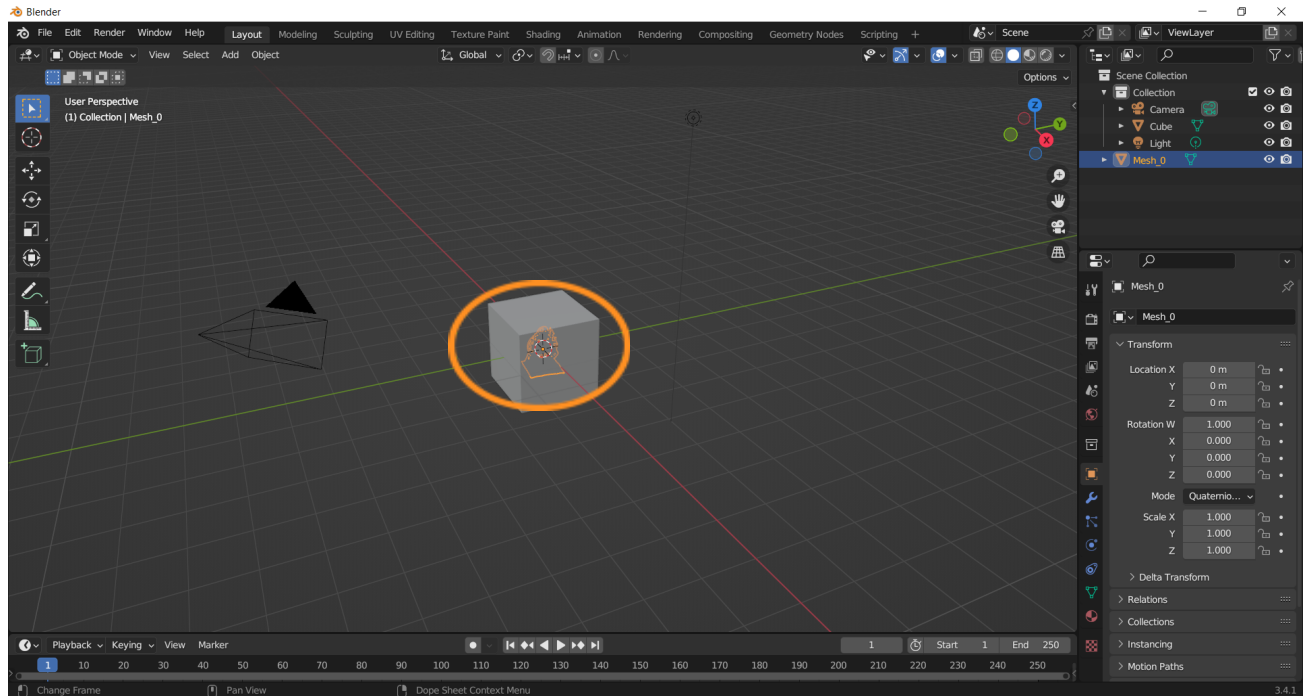 Blender
File Edit Render Window Help Layout Modeling Sculpting UV Editing Texture Paint Shading Animation Rendering Compositing Geometry Nodes Scripting + Scene ViewLayer
Object Mode View Select Add Object Global
Options
User Perspective
(1) Collection | Mesh_0
Z
Y
X
Scene Collection
Collection
Camera
Cube
Light
Mesh_0
Mesh_0
Mesh_0
Transform
Location X 0 m
Y 0 m
Z 0 m
Rotation W 1.000
X 0.000
Y 0.000
Z 0.000
Mode Quaternio...
Scale X 1.000
Y 1.000
Z 1.000
Delta Transform
Relations
Collections
Instancing
Motion Paths
Playback Keying View Marker 1 Start 1 End 250
1 10 20 30 40 50 60 70 80 90 100 110 120 130 140 150 160 170 180 190 200 210 220 230 240 250
Change Frame Pan View Dope Sheet Context Menu 3.4.1